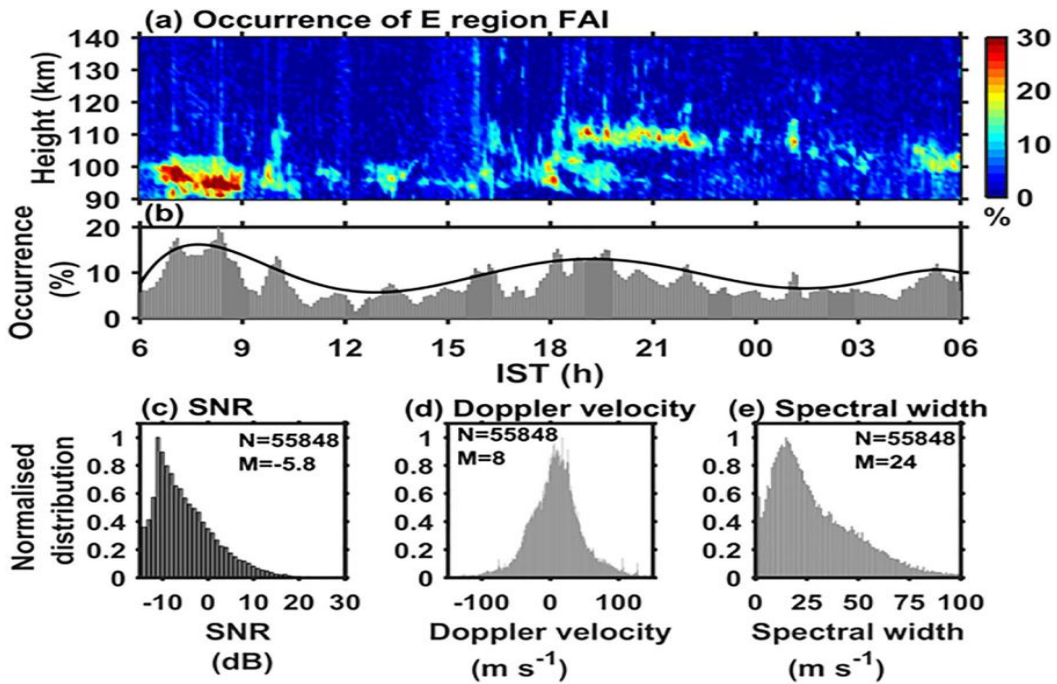 (a) Occurrence of E region FAI
Height (km)
140
130
120
110
100
90
30
20
10
0
%
(b)
Occurrence
(%)
20
10
0
6 9 12 15 18 21 00 03 06
IST (h)
(c) SNR
N=55848
M=-5.8
Normalised
distribution
1
0.8
0.6
0.4
0.2
0
-10 0 10 20 30
SNR
(dB)
(d) Doppler velocity
N=55848
M=8
1
0.8
0.6
0.4
0.2
0
-100 0 100
Doppler velocity
(m s⁻¹)
(e) Spectral width
N=55848
M=24
1
0.8
0.6
0.4
0.2
0
0 25 50 75 100
Spectral width
(m s⁻¹)